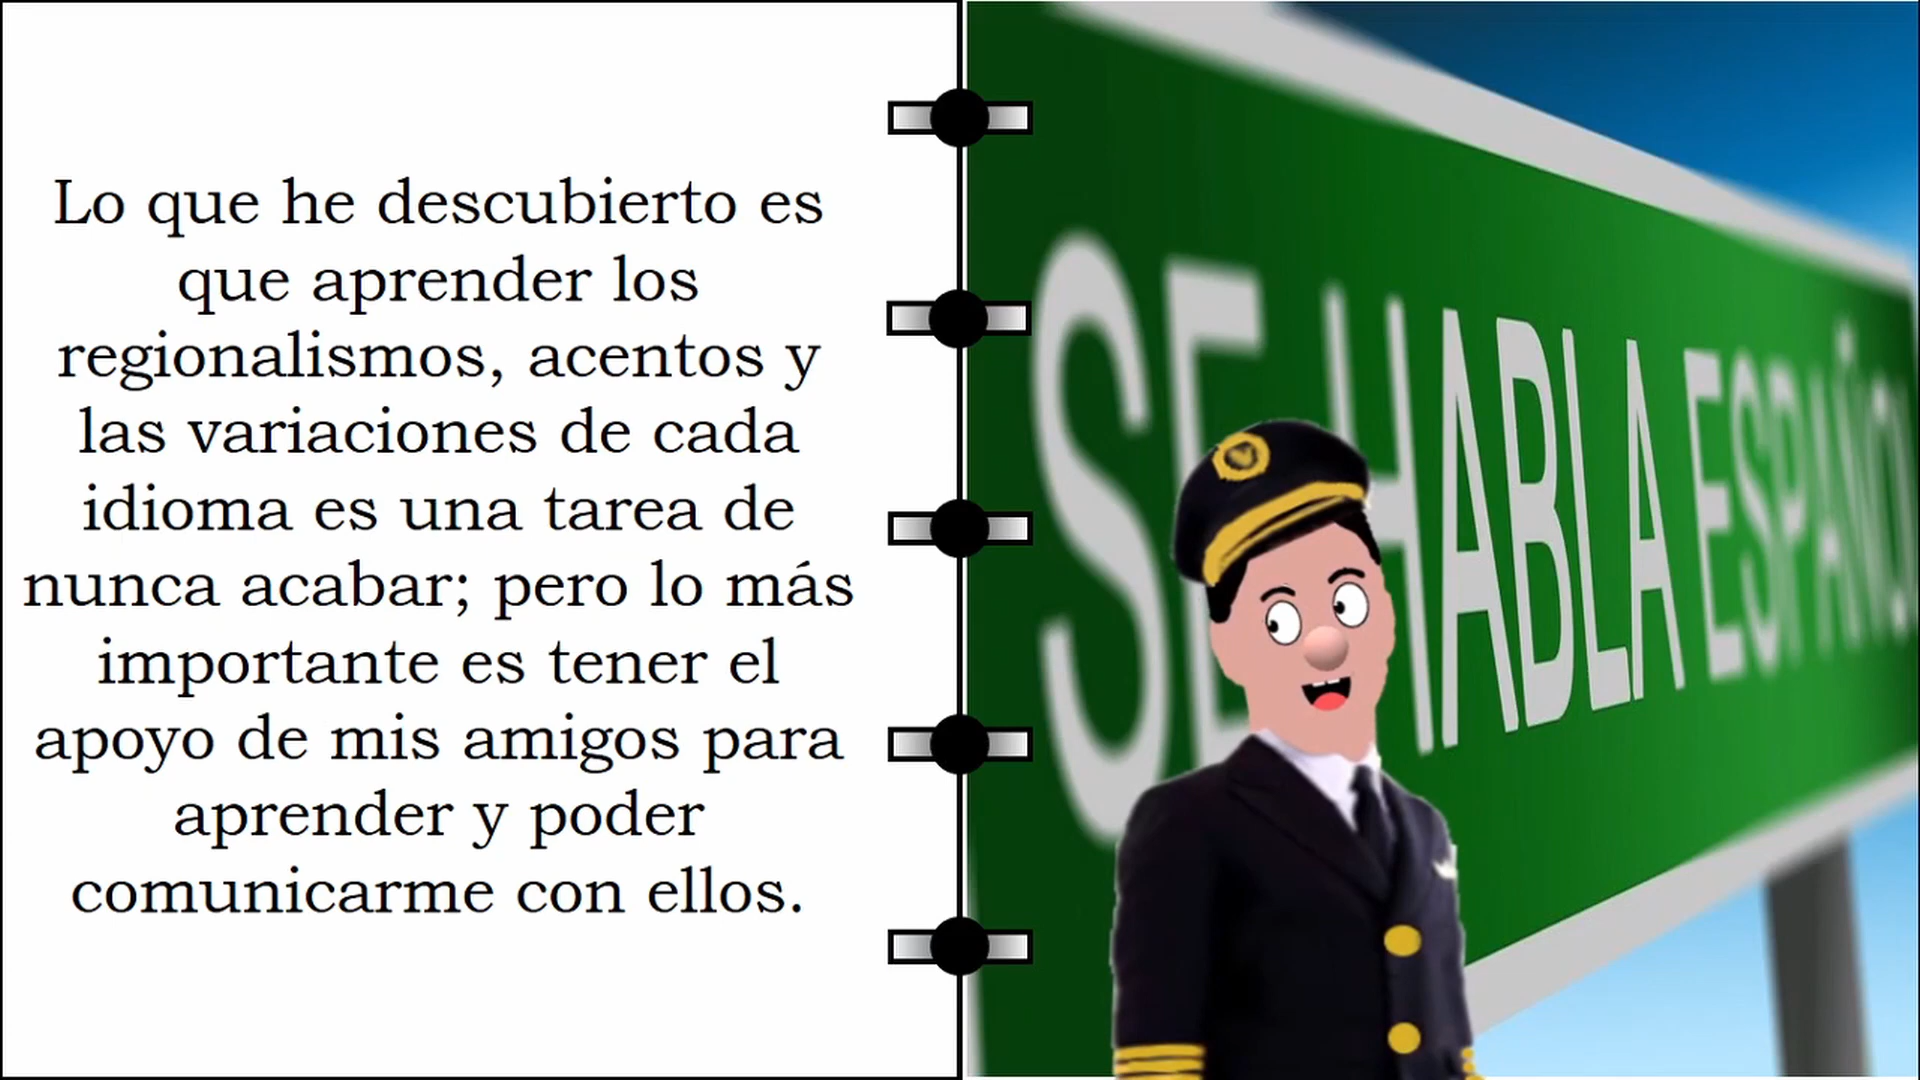 Lo que he descubierto es
que aprender los
regionalismos, acentos y
las variaciones de cada
idioma es una tarea de
nunca acabar; pero lo más
importante es tener el
apoyo de mis amigos para
aprender y poder
comunicarme con ellos.
SE HABLA ESPAÑOL